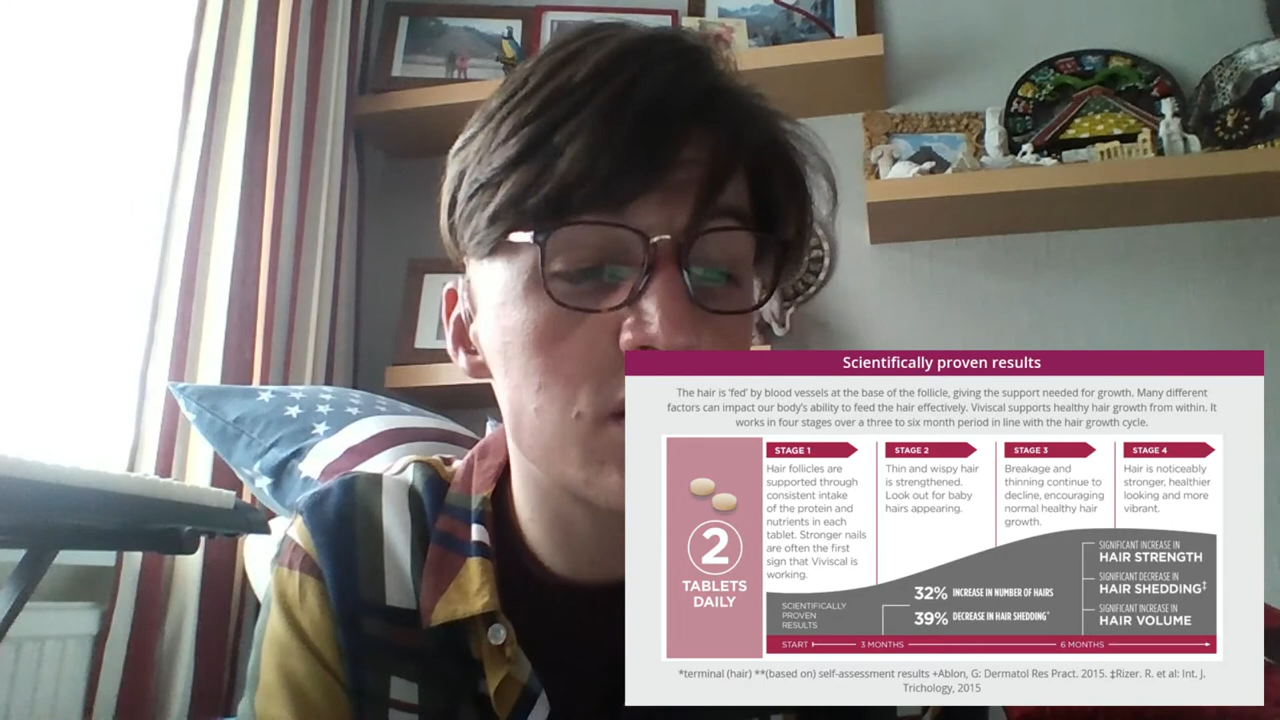 Scientifically proven results
The hair is 'fed' by blood vessels at the base of the follicle, giving the support needed for growth. Many different
factors can impact our body's ability to feed the hair effectively. Viviscal supports healthy hair growth from within. It
works in four stages over a three to six month period in line with the hair growth cycle.
2
TABLETS
DAILY
STAGE 1
Hair follicles are
supported through
consistent intake
of the protein and
nutrients in each
tablet. Stronger nails
are often the first
sign that Viviscal is
working.
STAGE 2
Thin and wispy hair
is strengthened.
Look out for baby
hairs appearing.
STAGE 3
Breakage and
thinning continue to
decline, encouraging
normal healthy hair
growth.
STAGE 4
Hair is noticeably
stronger, healthier
looking and more
vibrant.
SCIENTIFICALLY
PROVEN
RESULTS
32% INCREASE IN NUMBER OF HAIRS
39% DECREASE IN HAIR SHEDDING*
SIGNIFICANT INCREASE IN
HAIR STRENGTH
SIGNIFICANT DECREASE IN
HAIR SHEDDING‡
SIGNIFICANT INCREASE IN
HAIR VOLUME
START 3 MONTHS 6 MONTHS
*terminal (hair) **(based on) self-assessment results +Ablon, G: Dermatol Res Pract. 2015. ‡Rizer. R. et al: Int. J.
Trichology, 2015